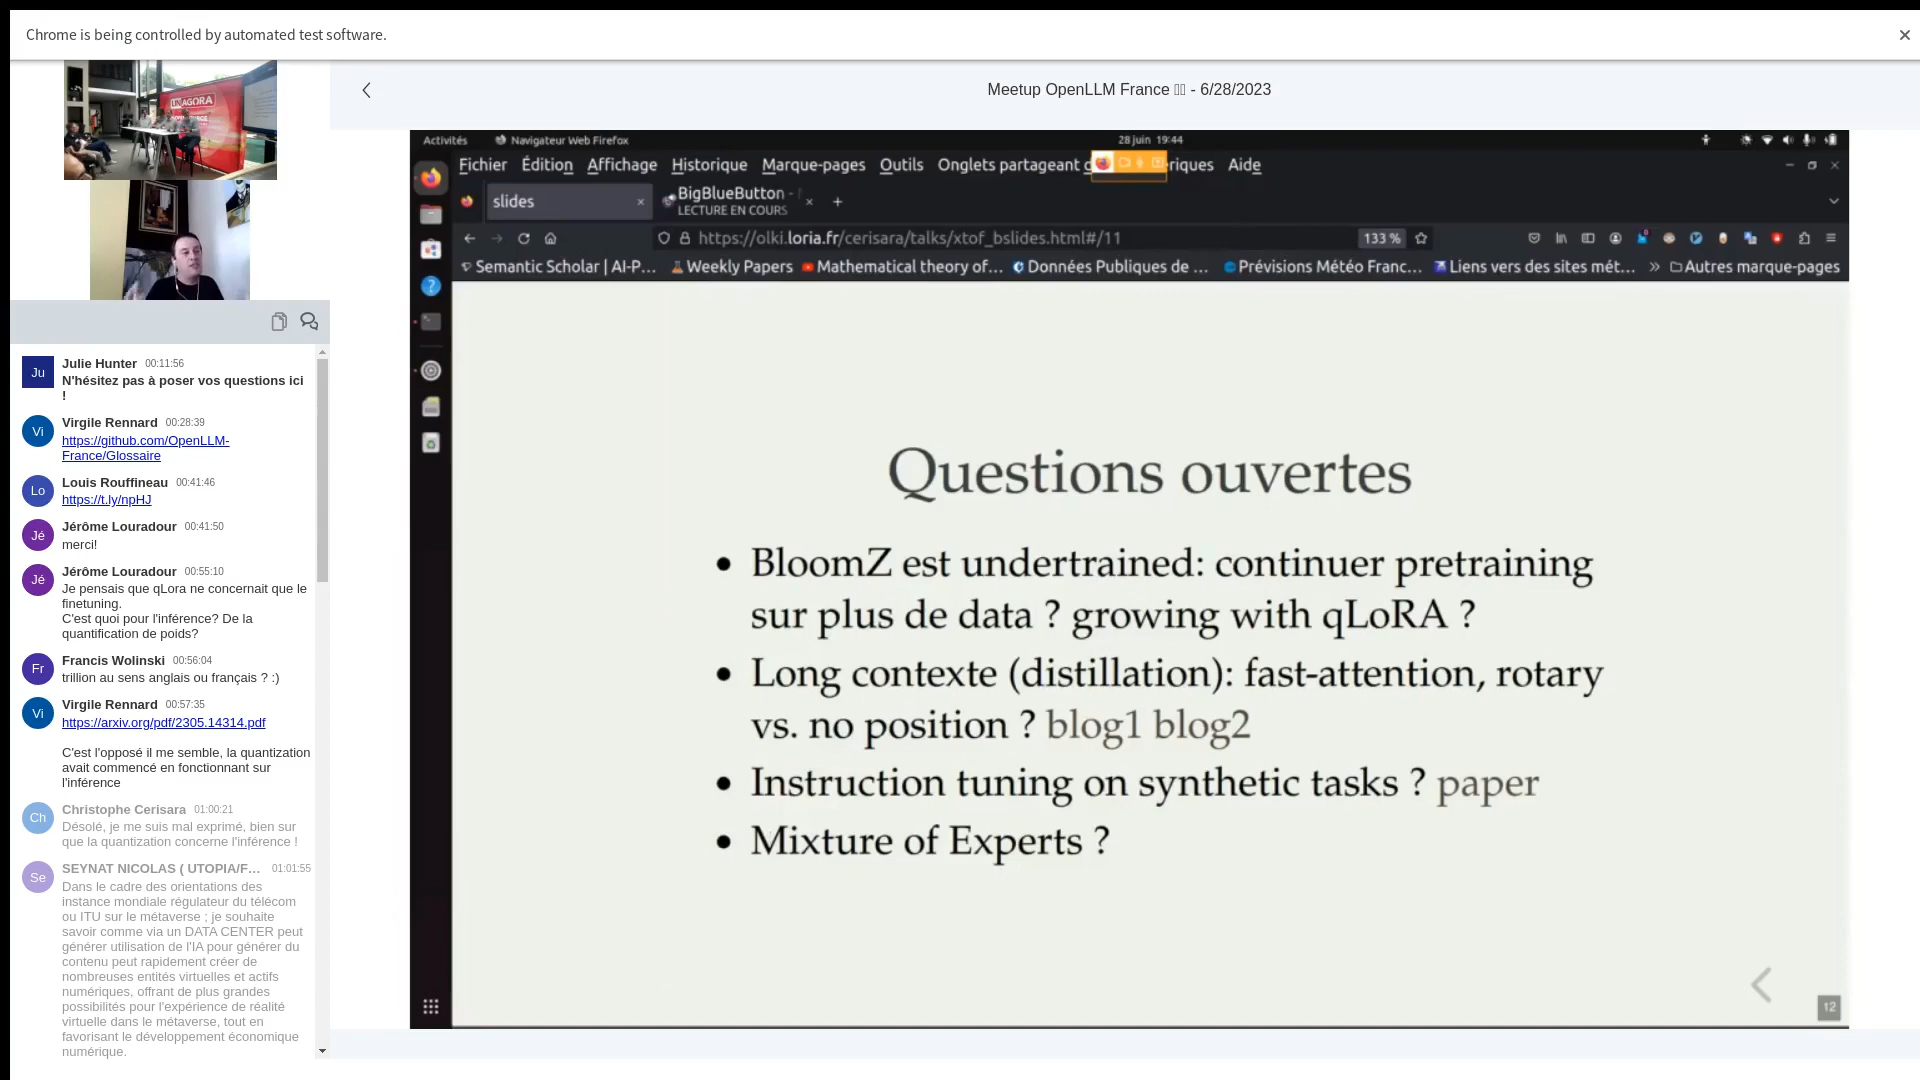 Chrome is being controlled by automated test software.
Meetup OpenLLM France - 6/28/2023
LINAGORA
Julie Hunter 00:11:56
N'hésitez pas à poser vos questions ici
!
Virgile Rennard 00:28:39
https://github.com/OpenLLM-
France/Glossaire
Louis Rouffineau 00:41:46
https://t.ly/npHJ
Jérôme Louradour 00:41:50
merci!
Jérôme Louradour 00:55:10
Je pensais que qLora ne concernait que le
finetuning.
C'est quoi pour l'inférence? De la
quantification de poids?
Francis Wolinski 00:56:04
trillion au sens anglais ou français ? :)
Virgile Rennard 00:57:35
https://arxiv.org/pdf/2305.14314.pdf
C'est l'opposé il me semble, la quantization
avait commencé en fonctionnant sur
l'inférence
Christophe Cerisara 01:00:21
Désolé, je me suis mal exprimé, bien sur
que la quantization concerne l'inférence !
SEYNAT NICOLAS ( UTOPIA/F... 01:01:55
Dans le cadre des orientations des
instance mondiale régulateur du télécom
ou ITU sur le métaverse ; je souhaite
savoir comme via un DATA CENTER peut
générer utilisation de l'IA pour générer du
contenu peut rapidement créer de
nombreuses entités virtuelles et actifs
numériques, offrant de plus grandes
possibilités pour l'expérience de réalité
virtuelle dans le métaverse, tout en
favorisant le développement économique
numérique.
Ju
Vi
Lo
Jé
Jé
Fr
Vi
Ch
Se
Activités Navigateur Web Firefox 28 juin 19:44
Fichier Édition Affichage Historique Marque-pages Outils Onglets partageant riques Aide
slides
BigBlueButton -
LECTURE EN COURS
https://olki.loria.fr/cerisara/talks/xtof_bslides.html#/11 133 %
Semantic Scholar | AI-P... Weekly Papers Mathematical theory of... Données Publiques de ... Prévisions Météo Franc... Liens vers des sites mét... Autres marque-pages
Questions ouvertes
• BloomZ est undertrained: continuer pretraining
sur plus de data ? growing with qLoRA ?
• Long contexte (distillation): fast-attention, rotary
vs. no position ? blog1 blog2
• Instruction tuning on synthetic tasks ? paper
• Mixture of Experts ?
12